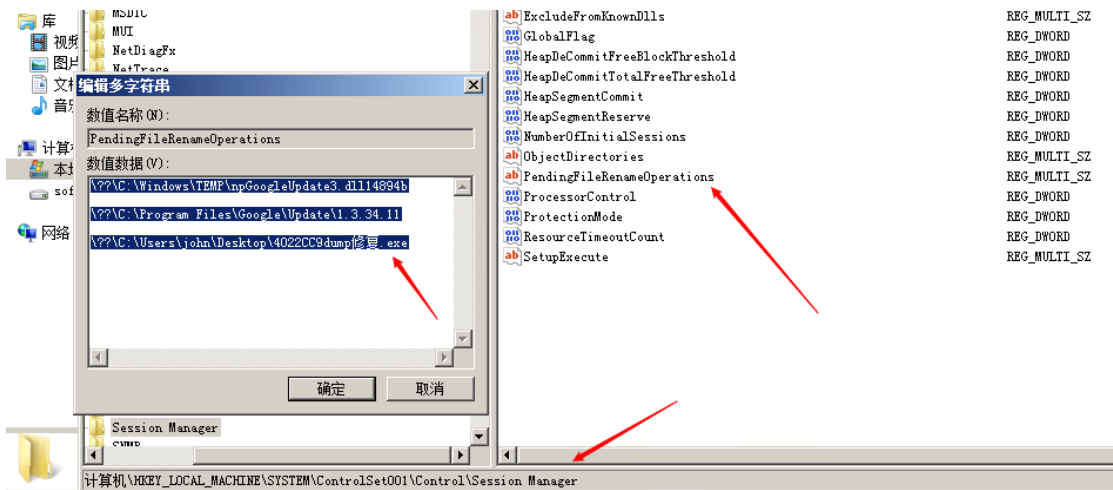 库
视频
图片
文档
音乐
计算
本地
sof
网络
MSDTC
MUI
NetDiagFx
NetTrace
编辑多字符串
数值名称(N):
PendingFileRenameOperations
数值数据(V):
\??\C:\Windows\TEMP\npGoogleUpdate3.dll14894b
\??\C:\Program Files\Google\Update\1.3.34.11
\??\C:\Users\john\Desktop\4022CC9dump修复.exe
确定
取消
Session Manager
SNMP
ExcludeFromKnownDlls REG_MULTI_SZ
GlobalFlag REG_DWORD
HeapDeCommitFreeBlockThreshold REG_DWORD
HeapDeCommitTotalFreeThreshold REG_DWORD
HeapSegmentCommit REG_DWORD
HeapSegmentReserve REG_DWORD
NumberOfInitialSessions REG_DWORD
ObjectDirectories REG_MULTI_SZ
PendingFileRenameOperations REG_MULTI_SZ
ProcessorControl REG_DWORD
ProtectionMode REG_DWORD
ResourceTimeoutCount REG_DWORD
SetupExecute REG_MULTI_SZ
计算机\HKEY_LOCAL_MACHINE\SYSTEM\ControlSet001\Control\Session Manager